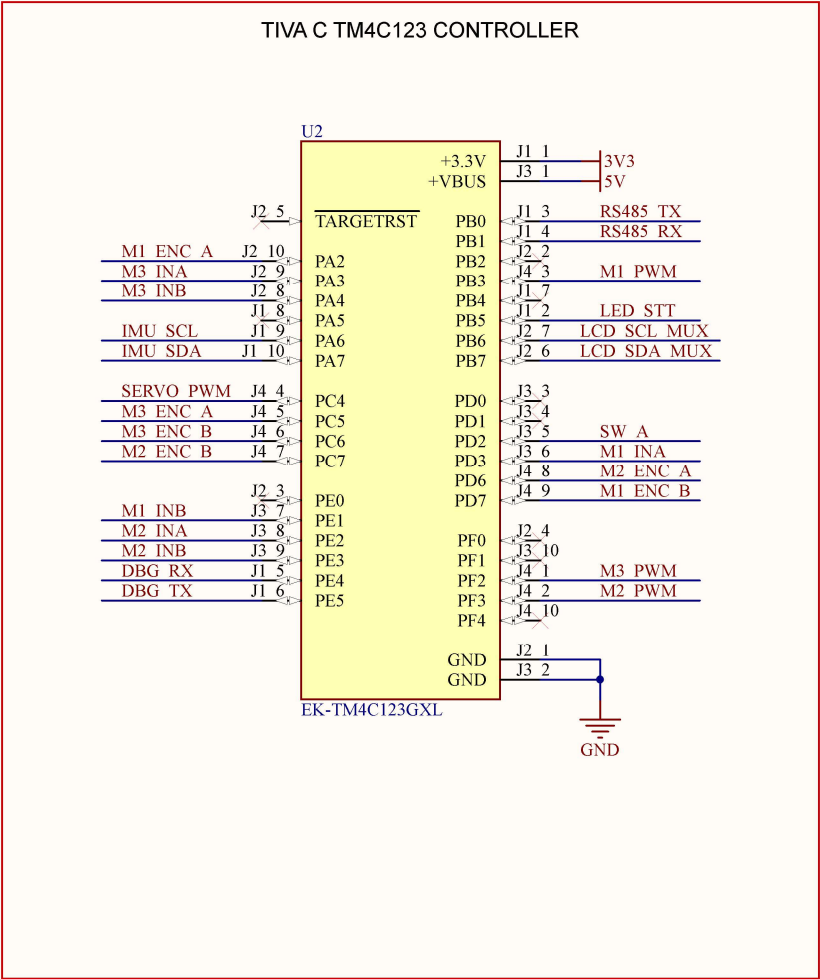 TIVA C TM4C123 CONTROLLER
U2
+3.3V J1 1 3V3
+VBUS J3 1 5V
J2 5 TARGETRST PB0 J1 3 RS485 TX
PB1 J1 4 RS485 RX
M1 ENC A J2 10 PA2 PB2 J2 2
M3 INA J2 9 PA3 PB3 J4 3 M1 PWM
M3 INB J2 8 PA4 PB4 J1 7
J1 8 PA5 PB5 J1 2 LED STT
IMU SCL J1 9 PA6 PB6 J2 7 LCD SCL MUX
IMU SDA J1 10 PA7 PB7 J2 6 LCD SDA MUX
SERVO PWM J4 4 PC4 PD0 J3 3
M3 ENC A J4 5 PC5 PD1 J3 4
M3 ENC B J4 6 PC6 PD2 J3 5 SW A
M2 ENC B J4 7 PC7 PD3 J3 6 M1 INA
PD6 J4 8 M2 ENC A
J2 3 PE0 PD7 J4 9 M1 ENC B
M1 INB J3 7 PE1
M2 INA J3 8 PE2 PF0 J2 4
M2 INB J3 9 PE3 PF1 J3 10
DBG RX J1 5 PE4 PF2 J4 1 M3 PWM
DBG TX J1 6 PE5 PF3 J4 2 M2 PWM
PF4 J4 10
GND J2 1
GND J3 2
EK-TM4C123GXL
GND